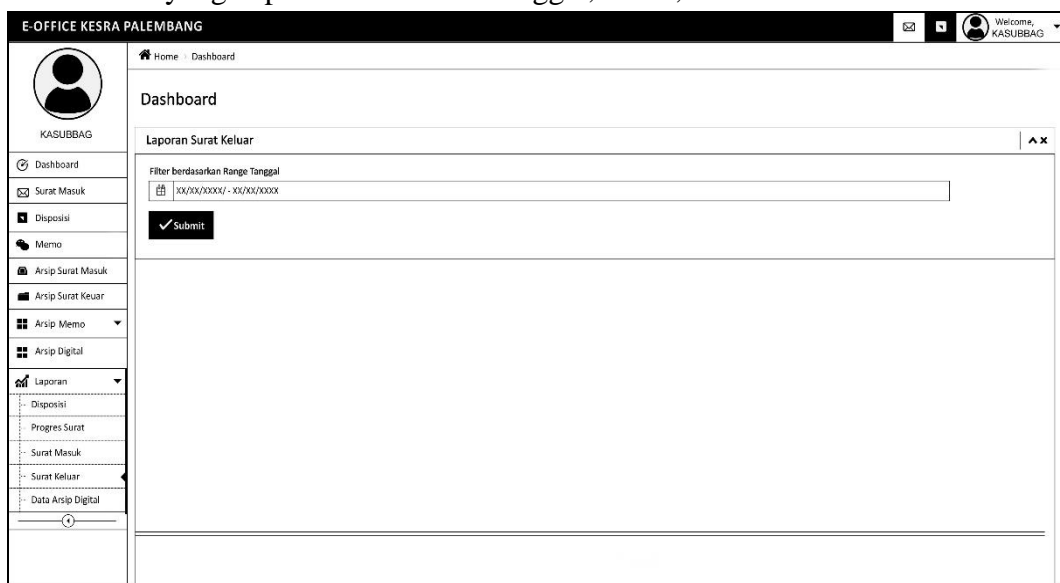 E-OFFICE KESRA PALEMBANG
Welcome,
KASUBBAG
Home Dashboard
KASUBBAG
Dashboard
Surat Masuk
Disposisi
Memo
Arsip Surat Masuk
Arsip Surat Keuar
Arsip Memo
Arsip Digital
Laporan
Disposisi
Progres Surat
Surat Masuk
Surat Keluar
Data Arsip Digital
Dashboard
Laporan Surat Keluar
Filter berdasarkan Range Tanggal
XX/XX/XXXX/ - XX/XX/XXXX
Submit